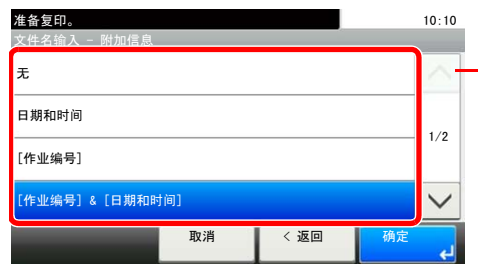 准备复印。 10:10
文件名输入 - 附加信息
无
日期和时间
1/2
[作业编号]
[作业编号] & [日期和时间]
取消 < 返回 确定